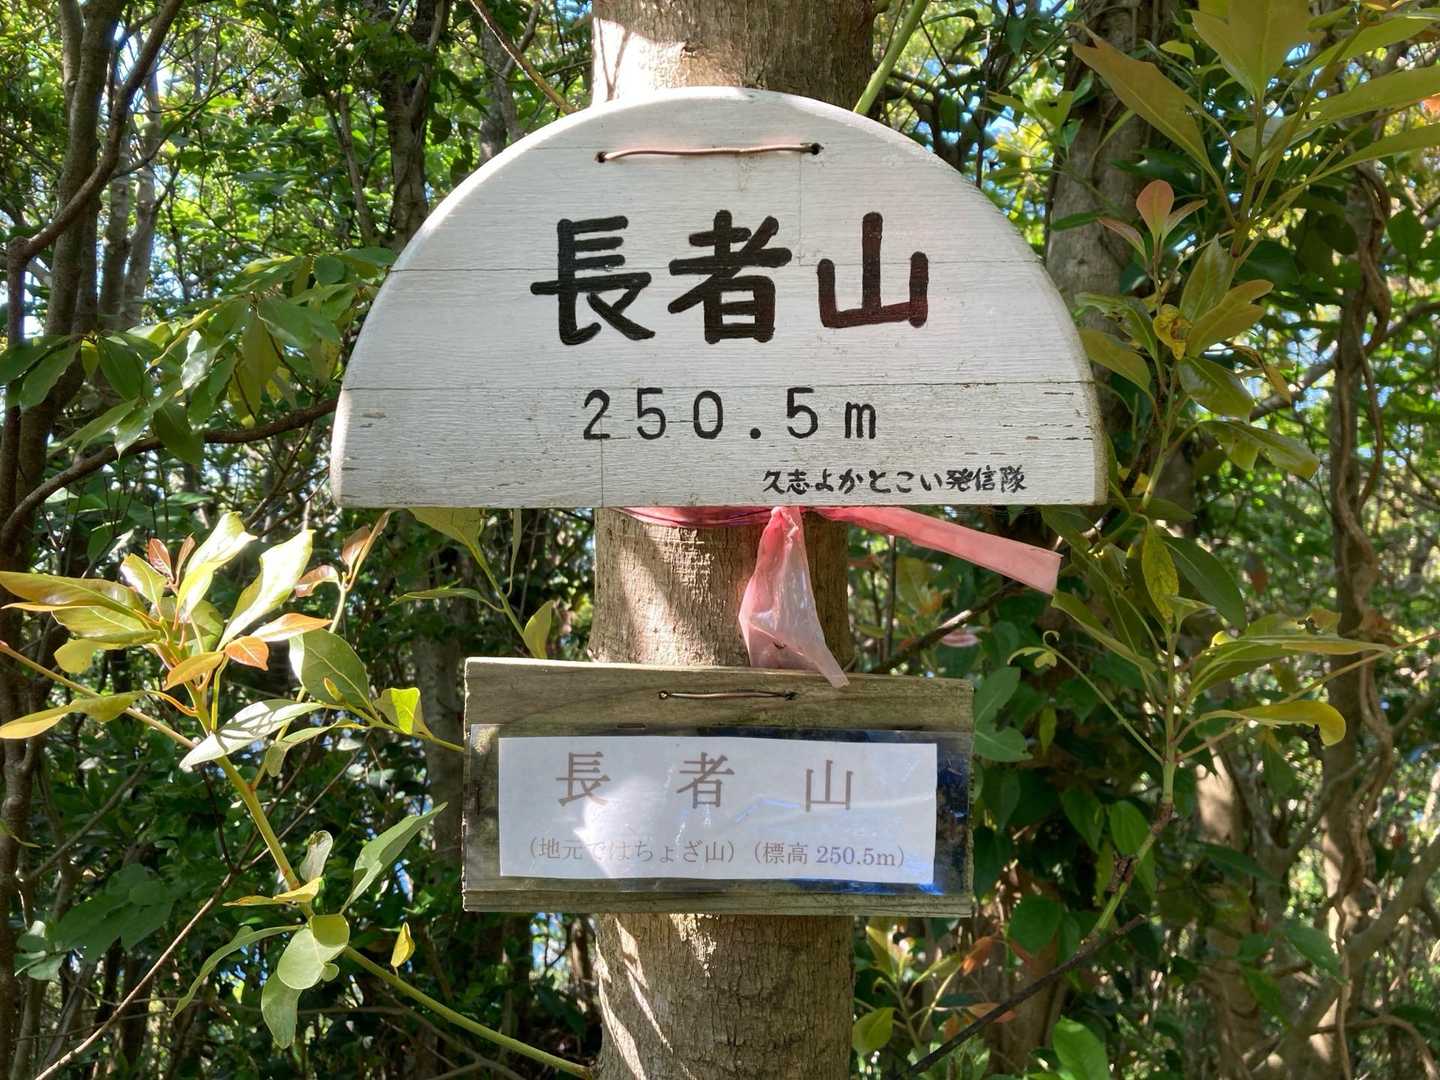 長者山
250.5m
久志よかとこい発信隊
長者山
(地元ではちょざ山) (標高 250.5m)